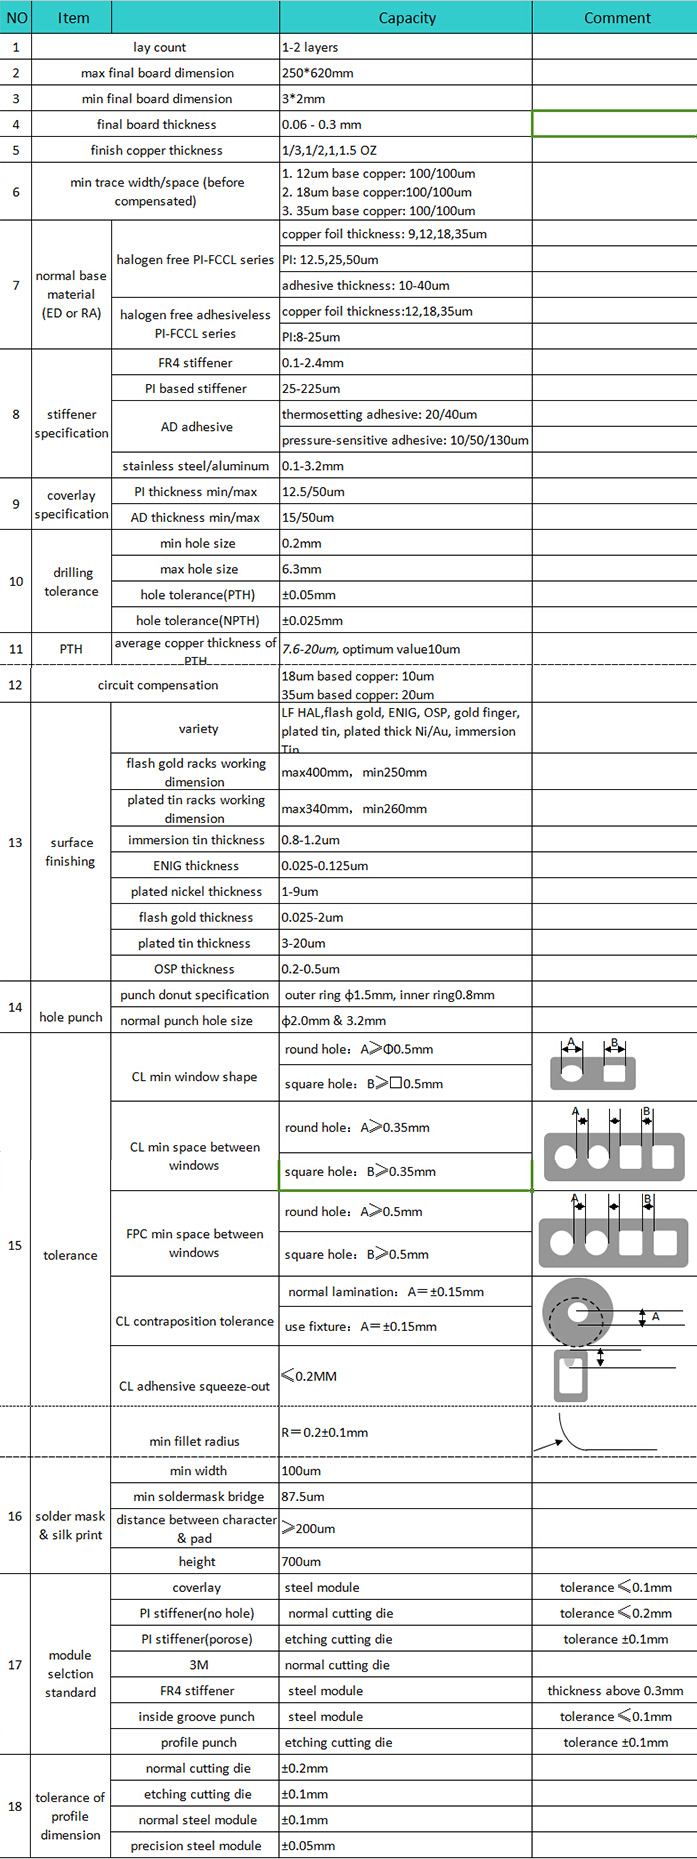 NO Item Capacity Comment
1 lay count 1-2 layers
2 max final board dimension 250*620mm
3 min final board dimension 3*2mm
4 final board thickness 0.06 - 0.3 mm
5 finish copper thickness 1/3,1/2,1,1.5 OZ
6 min trace width/space (before
compensated)
1. 12um base copper: 100/100um
2. 18um base copper:100/100um
3. 35um base copper: 100/100um
7 normal base
material
(ED or RA)
halogen free PI-FCCL series
copper foil thickness: 9,12,18,35um
PI: 12.5,25,50um
adhesive thickness: 10-40um
halogen free adhesiveless
PI-FCCL series
copper foil thickness:12,18,35um
PI:8-25um
8 stiffener
specification
FR4 stiffener 0.1-2.4mm
PI based stiffener 25-225um
AD adhesive
thermosetting adhesive: 20/40um
pressure-sensitive adhesive: 10/50/130um
stainless steel/aluminum 0.1-3.2mm
9 coverlay
specification
PI thickness min/max 12.5/50um
AD thickness min/max 15/50um
10 drilling
tolerance
min hole size 0.2mm
max hole size 6.3mm
hole tolerance(PTH) ±0.05mm
hole tolerance(NPTH) ±0.025mm
11 PTH average copper thickness of
PTH
7.6-20um, optimum value10um
12 circuit compensation
18um based copper: 10um
35um based copper: 20um
13 surface
finishing
variety
LF HAL,flash gold, ENIG, OSP, gold finger,
plated tin, plated thick Ni/Au, immersion
Tin
flash gold racks working
dimension
max400mm，min250mm
plated tin racks working
dimension
max340mm，min260mm
immersion tin thickness 0.8-1.2um
ENIG thickness 0.025-0.125um
plated nickel thickness 1-9um
flash gold thickness 0.025-2um
plated tin thickness 3-20um
OSP thickness 0.2-0.5um
14 hole punch
punch donut specification outer ring φ1.5mm, inner ring0.8mm
normal punch hole size φ2.0mm & 3.2mm
15 tolerance
CL min window shape
round hole：A⩾Φ0.5mm
square hole：B⩾□0.5mm
A B
CL min space between
windows
round hole：A⩾0.35mm
square hole：B⩾0.35mm
A B
FPC min space between
windows
round hole：A⩾0.5mm
square hole：B⩾0.5mm
A B
CL contraposition tolerance
normal lamination：A＝±0.15mm
use fixture：A＝±0.15mm
A
CL adhensive squeeze-out ⩽0.2MM
min fillet radius R＝0.2±0.1mm
16 solder mask
& silk print
min width 100um
min soldermask bridge 87.5um
distance between character
& pad
⩾200um
height 700um
17 module
selction
standard
coverlay steel module tolerance ⩽0.1mm
PI stiffener(no hole) normal cutting die tolerance ⩽0.2mm
PI stiffener(porose) etching cutting die tolerance ±0.1mm
3M normal cutting die
FR4 stiffener steel module thickness above 0.3mm
inside groove punch steel module tolerance ⩽0.1mm
profile punch etching cutting die tolerance ±0.1mm
18 tolerance of
profile
dimension
normal cutting die ±0.2mm
etching cutting die ±0.1mm
normal steel module ±0.1mm
precision steel module ±0.05mm